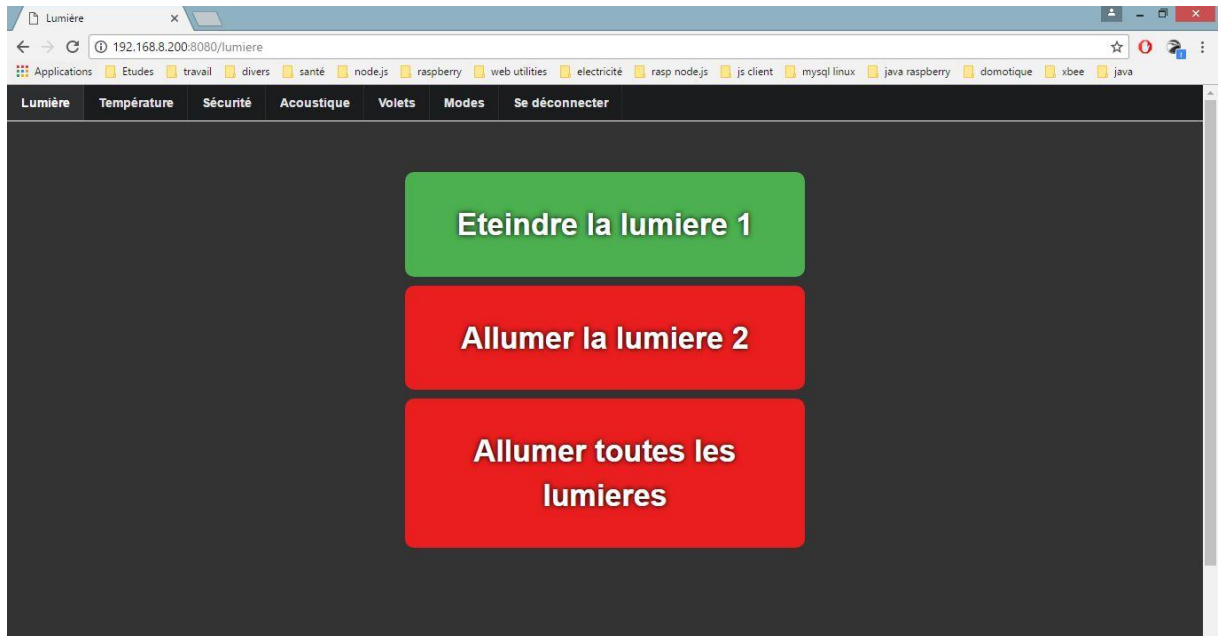 Lumière
192.168.8.200:8080/lumiere
Applications Etudes travail divers santé node.js raspberry web utilities electricité rasp node.js js client mysql linux java raspberry domotique xbee java
Lumière Température Sécurité Acoustique Volets Modes Se déconnecter
Eteindre la lumiere 1
Allumer la lumiere 2
Allumer toutes les
lumieres